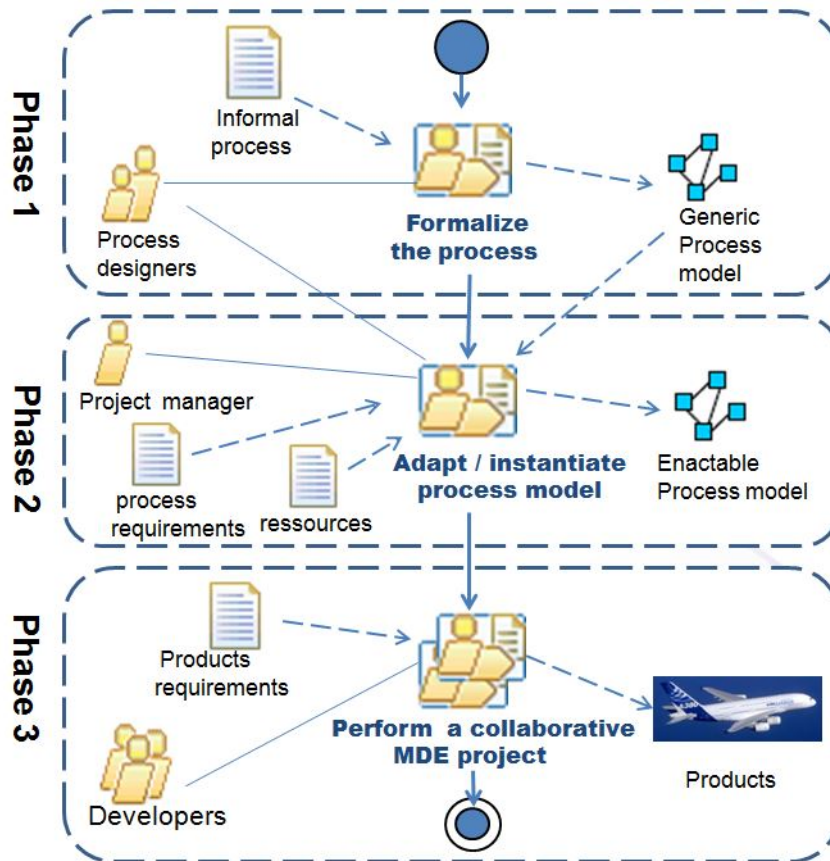 Phase 1
Informal
process
Process
designers
Formalize
the process
Generic
Process
model
Phase 2
Project manager
process
requirements
ressources
Adapt / instantiate
process model
Enactable
Process model
Phase 3
Products
requirements
Developers
Perform a collaborative
MDE project
Products